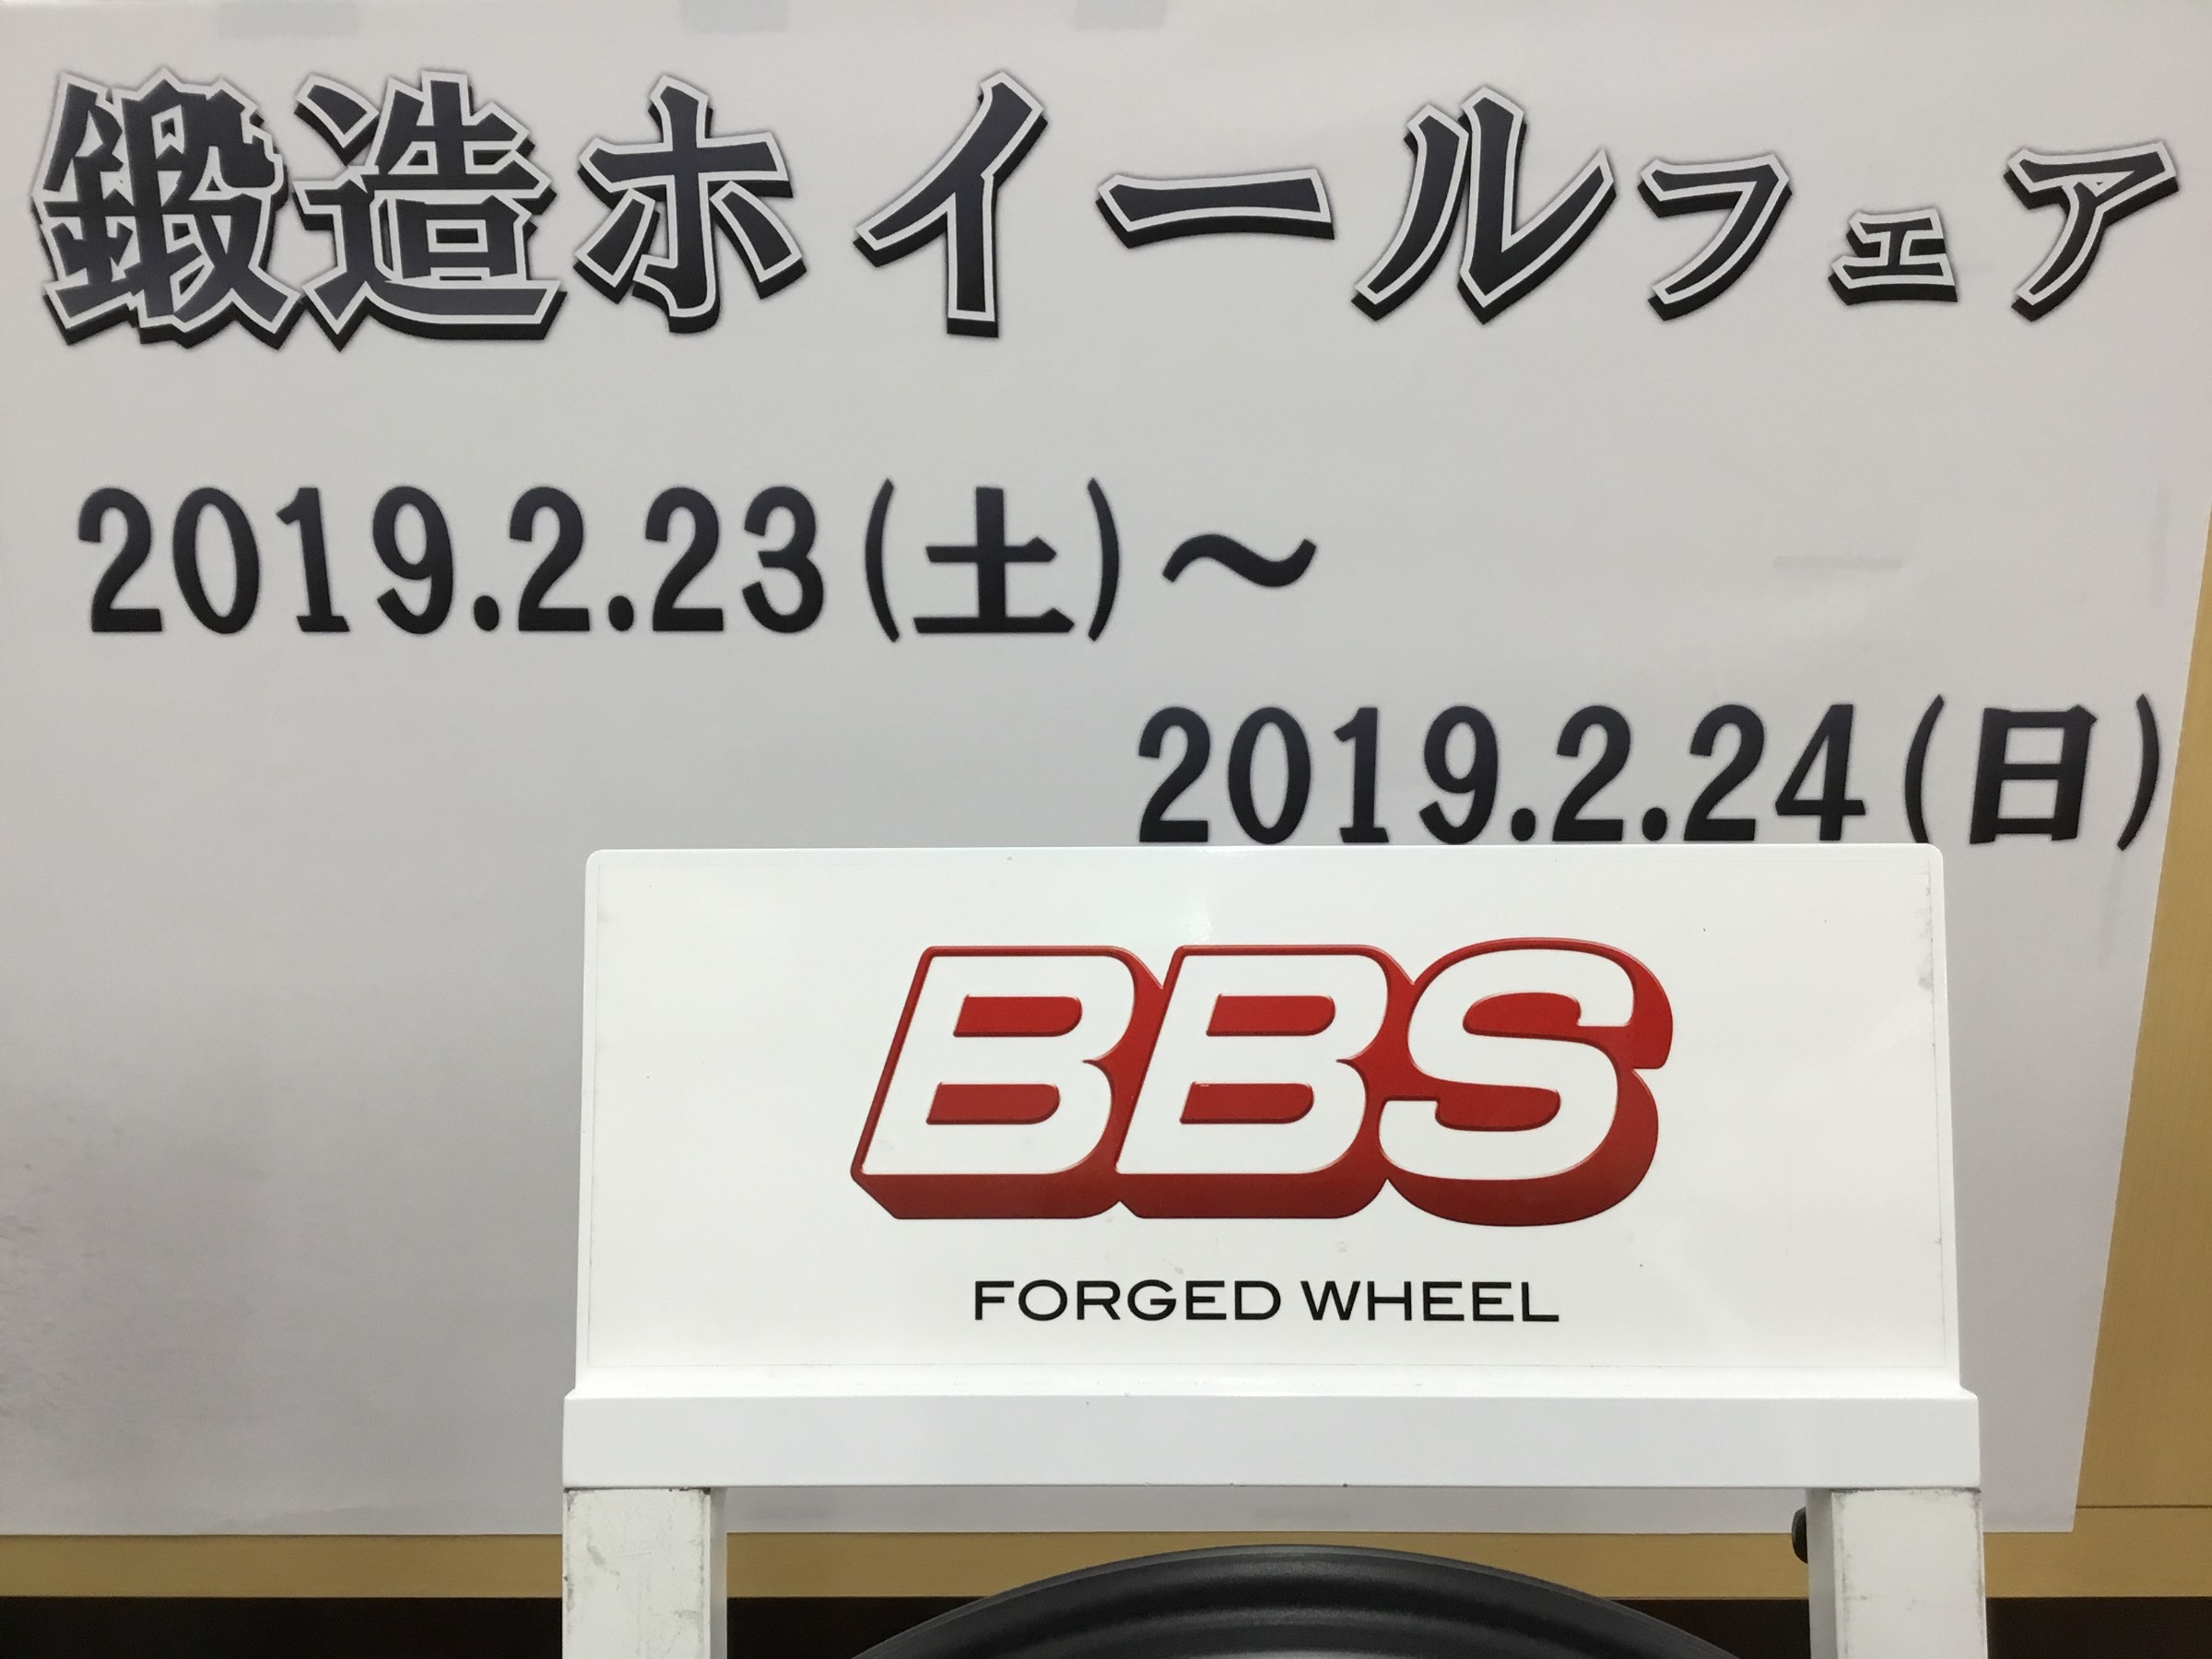 鍛造ホイールフェア
2019.2.23(土)～
2019.2.24(日)
BBS
FORGED WHEEL